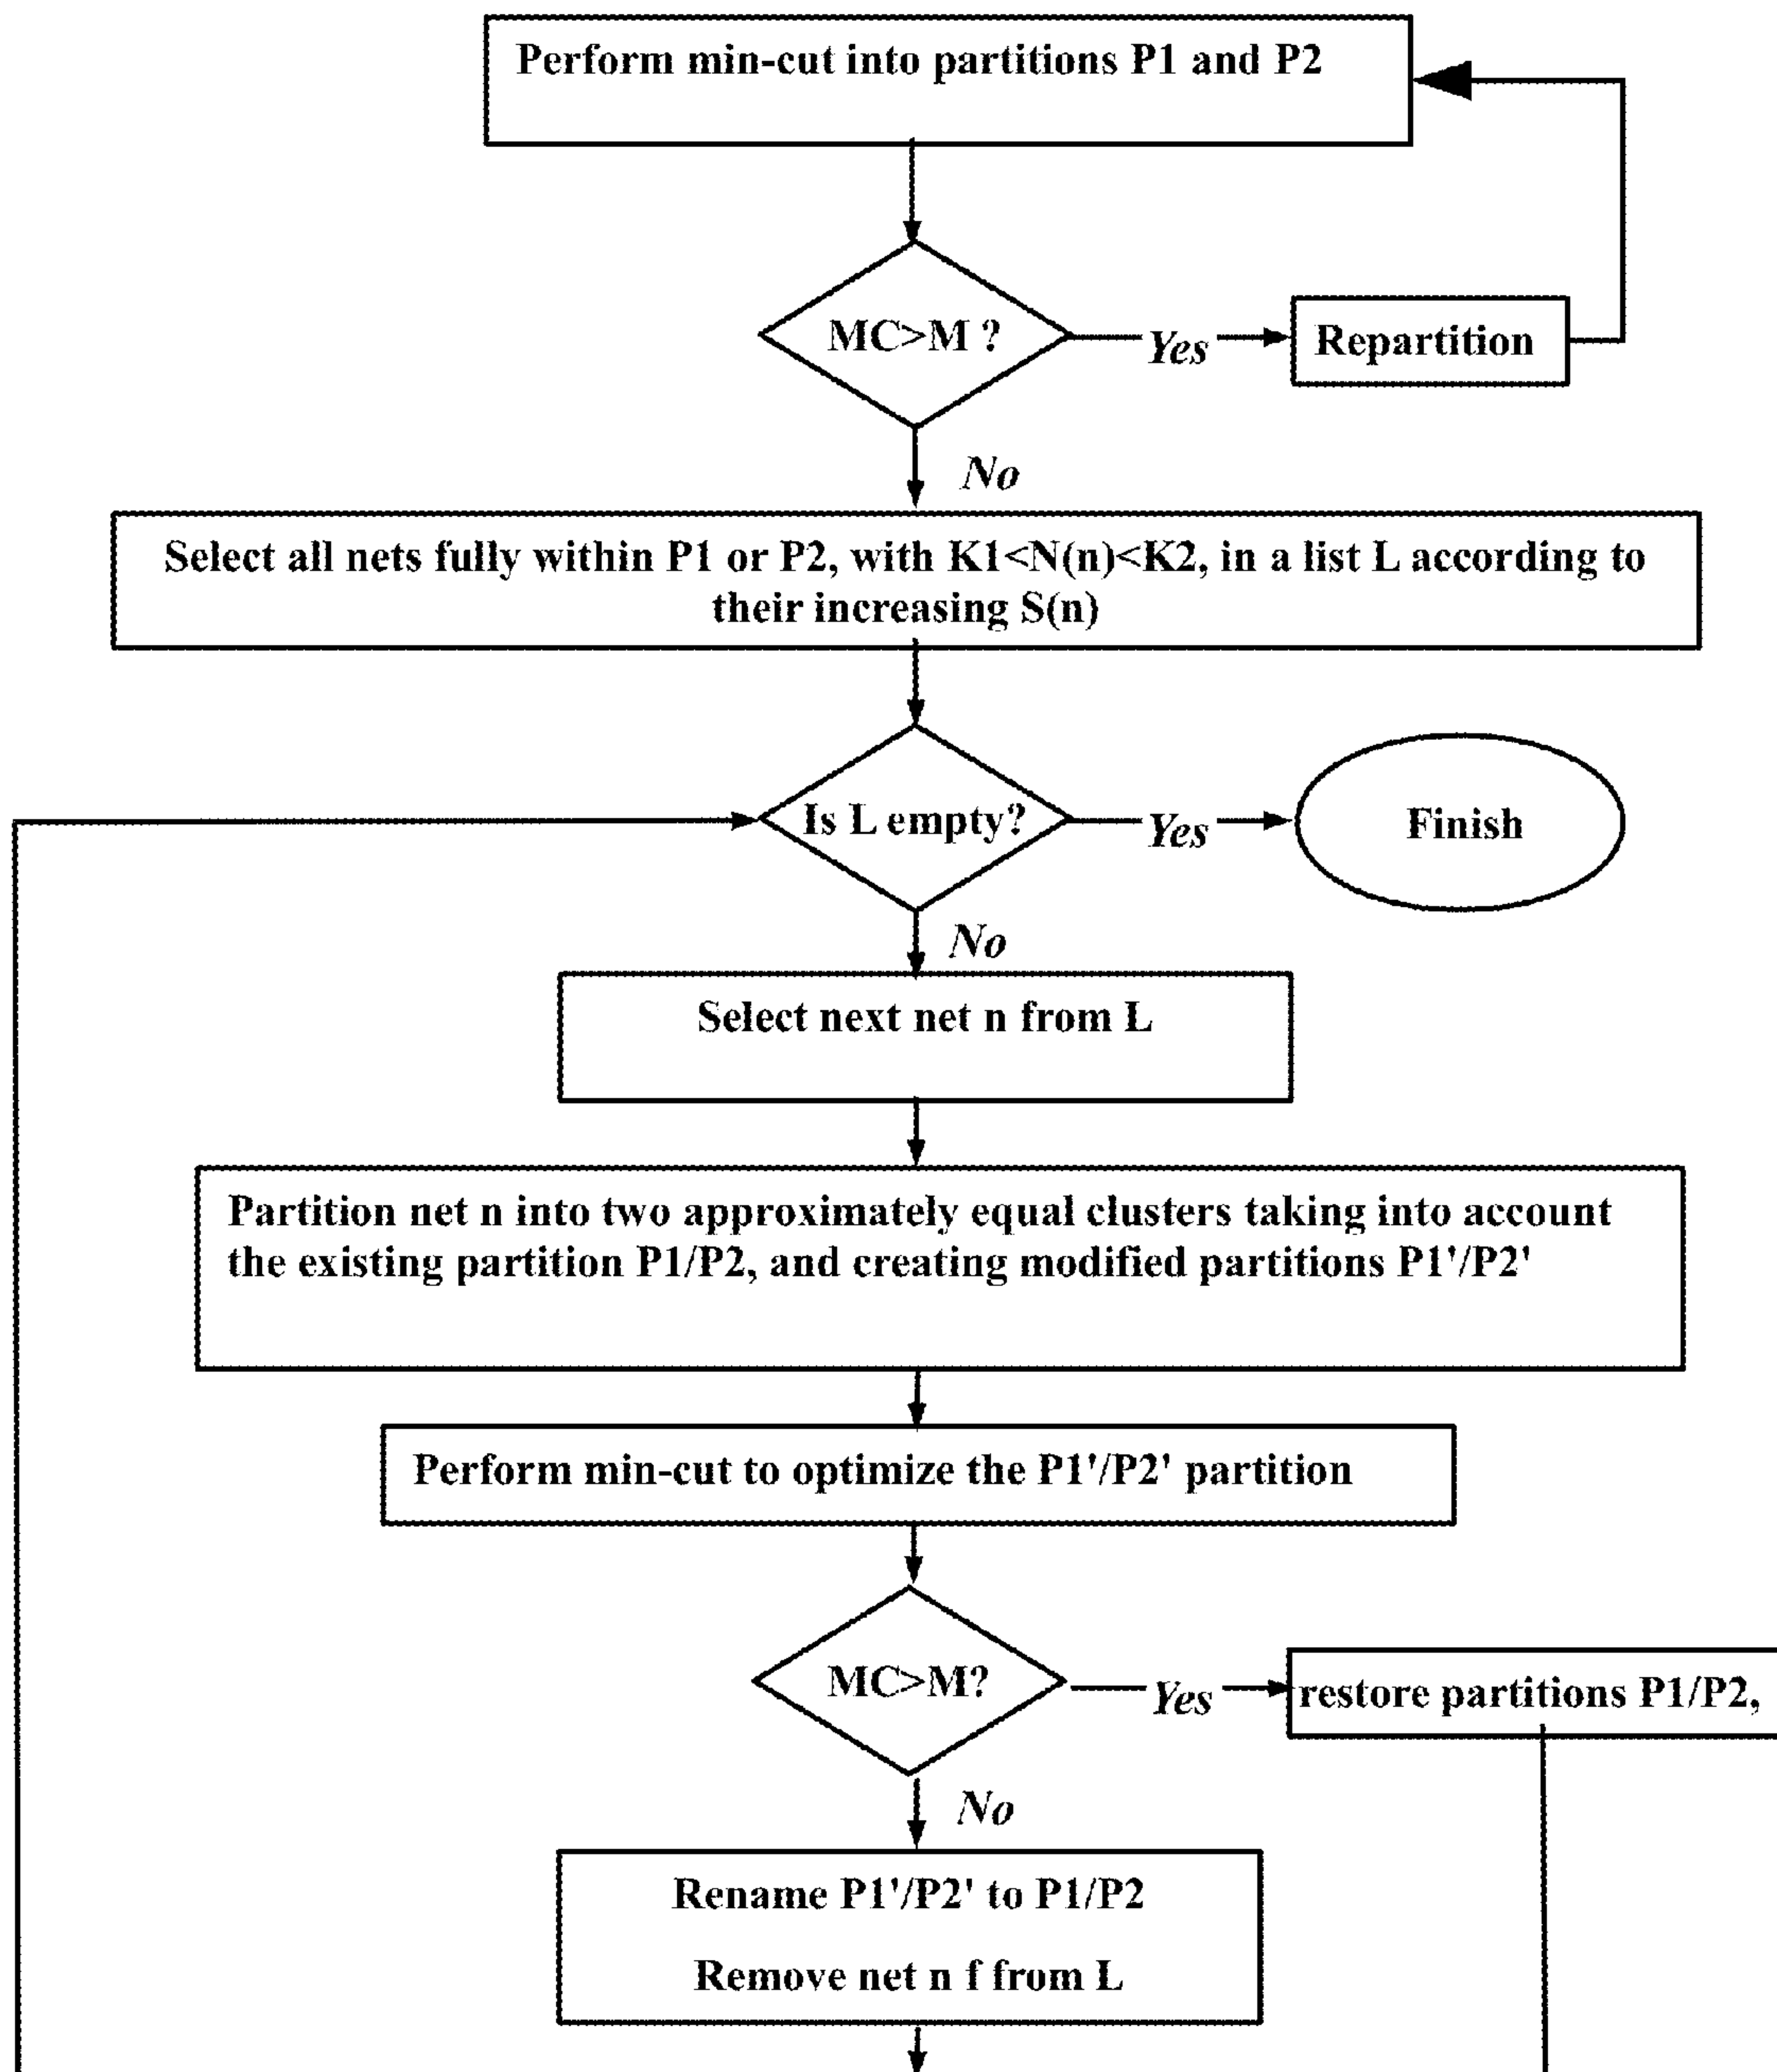 Perform min-cut into partitions P1 and P2
MC>M ?
Yes
Repartition
No
Select all nets fully within P1 or P2, with K1<N(n)<K2, in a list L according to
their increasing S(n)
Is L empty?
Yes
Finish
No
Select next net n from L
Partition net n into two approximately equal clusters taking into account
the existing partition P1/P2, and creating modified partitions P1'/P2'
Perform min-cut to optimize the P1'/P2' partition
MC>M?
Yes
restore partitions P1/P2,
No
Rename P1'/P2' to P1/P2
Remove net n f from L